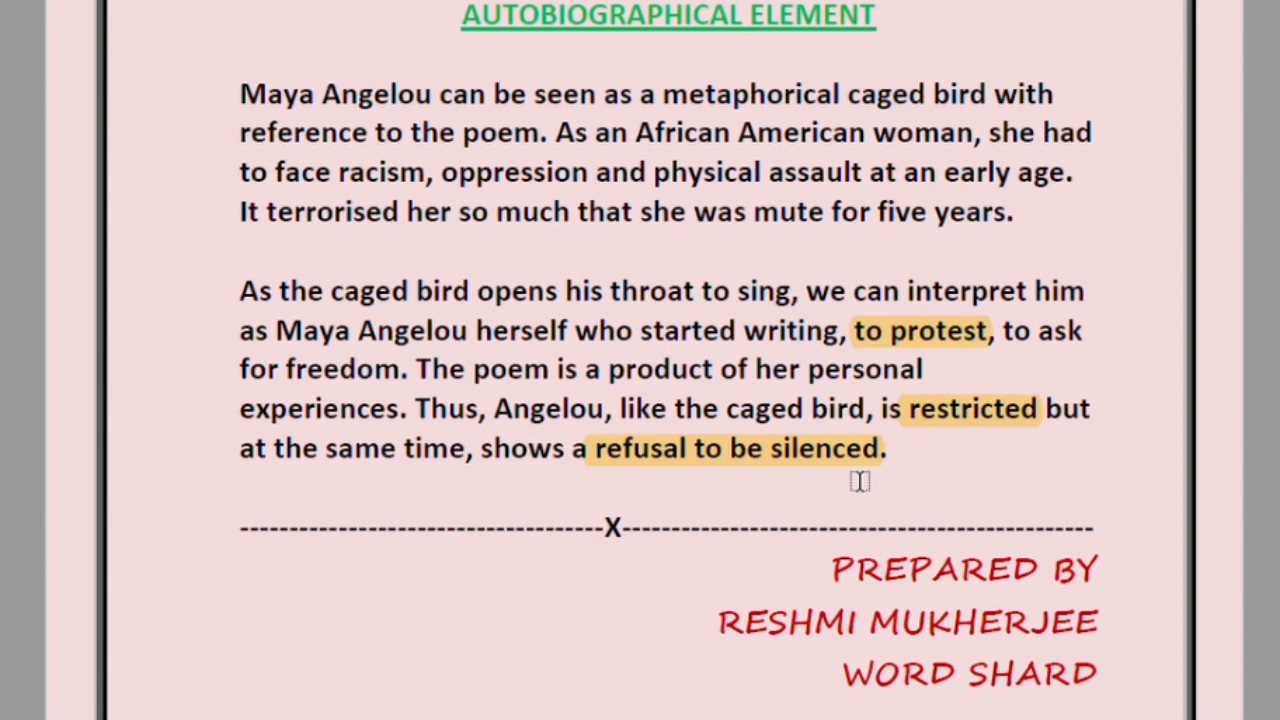 AUTOBIOGRAPHICAL ELEMENT
Maya Angelou can be seen as a metaphorical caged bird with
reference to the poem. As an African American woman, she had
to face racism, oppression and physical assault at an early age.
It terrorised her so much that she was mute for five years.
As the caged bird opens his throat to sing, we can interpret him
as Maya Angelou herself who started writing, to protest, to ask
for freedom. The poem is a product of her personal
experiences. Thus, Angelou, like the caged bird, is restricted but
at the same time, shows a refusal to be silenced.
-----------------------------------X---------------------------------------------
PREPARED BY
RESHMI MUKHERJEE
WORD SHARD